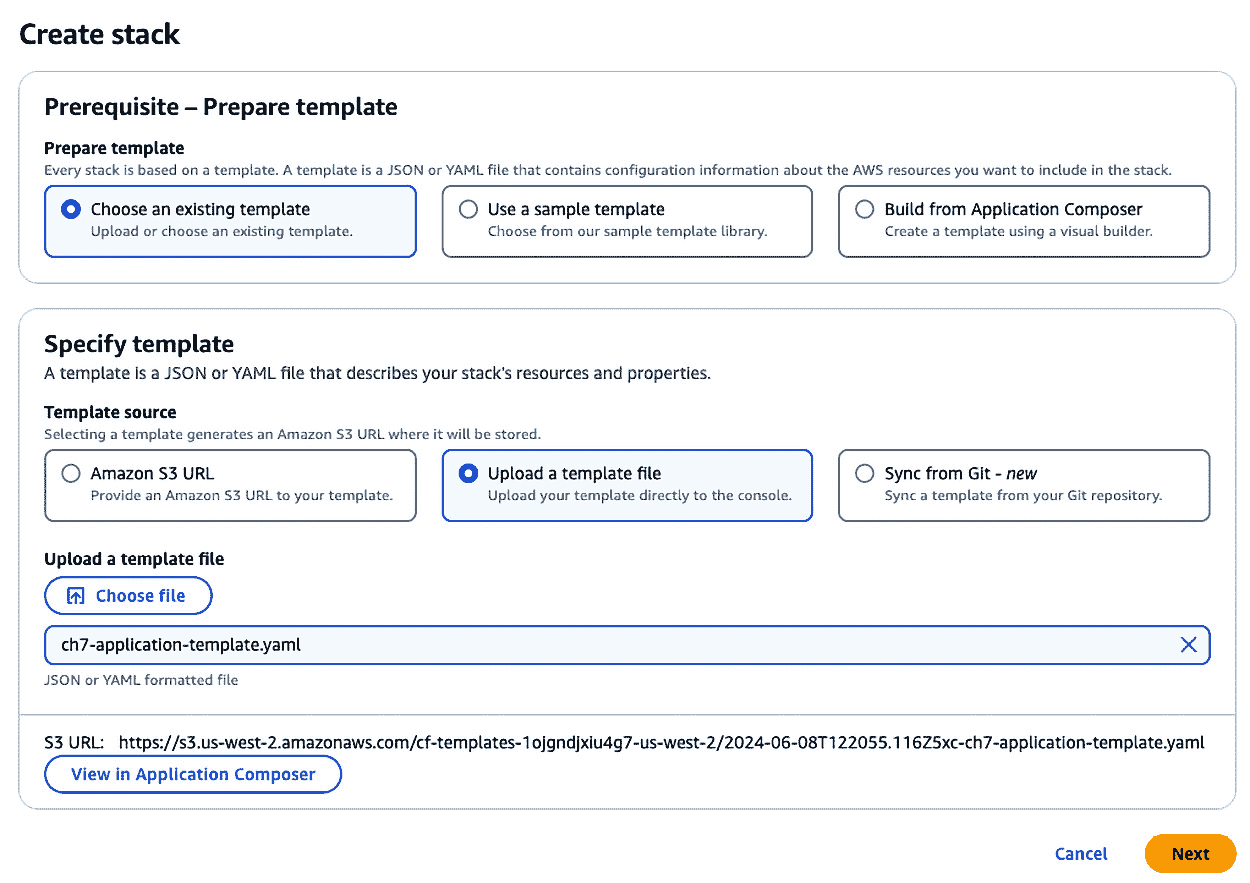 Create stack
Prerequisite – Prepare template
Prepare template
Every stack is based on a template. A template is a JSON or YAML file that contains configuration information about the AWS resources you want to include in the stack.
Choose an existing template
Upload or choose an existing template.
Use a sample template
Choose from our sample template library.
Build from Application Composer
Create a template using a visual builder.
Specify template
A template is a JSON or YAML file that describes your stack's resources and properties.
Template source
Selecting a template generates an Amazon S3 URL where it will be stored.
Amazon S3 URL
Provide an Amazon S3 URL to your template.
Upload a template file
Upload your template directly to the console.
Sync from Git - new
Sync a template from your Git repository.
Upload a template file
Choose file
ch7-application-template.yaml
JSON or YAML formatted file
S3 URL: https://s3.us-west-2.amazonaws.com/cf-templates-1ojgndjxiu4g7-us-west-2/2024-06-08T122055.116Z5xc-ch7-application-template.yaml
View in Application Composer
Cancel
Next